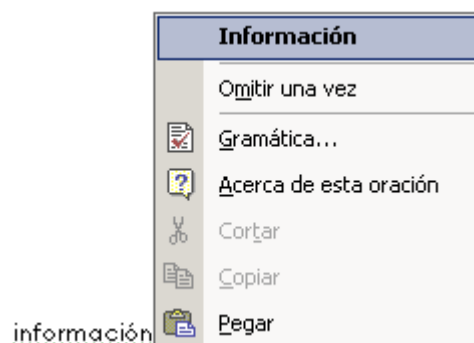 Información
Omitir una vez
Gramática...
Acerca de esta oración
Cortar
Copiar
Pegar
información